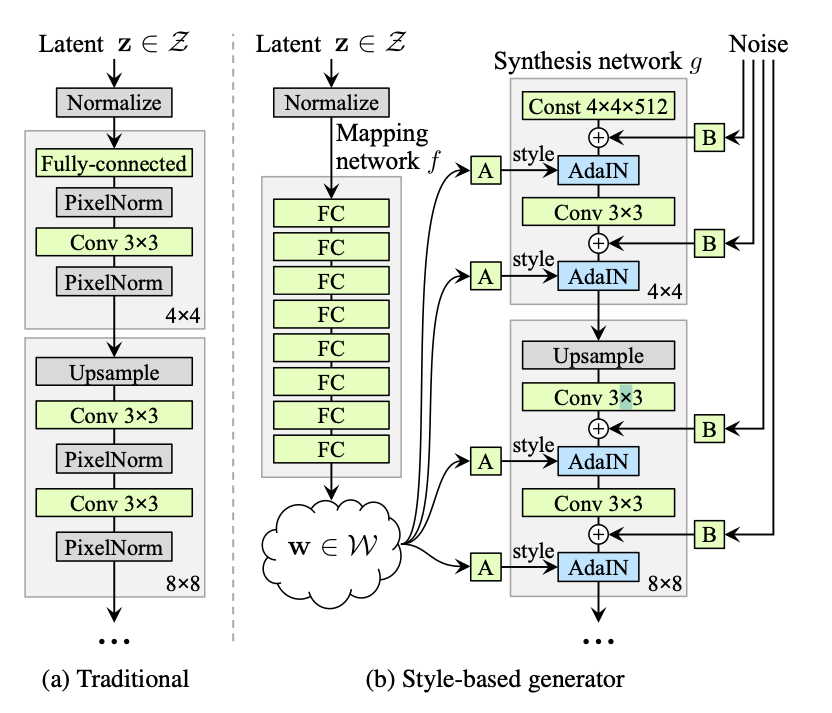 Latent z ∈ 𝒵
Normalize
Fully-connected
PixelNorm
Conv 3×3
PixelNorm
4×4
Upsample
Conv 3×3
PixelNorm
Conv 3×3
PixelNorm
8×8
...
(a) Traditional
Latent z ∈ 𝒵
Normalize
Mapping
network f
FC
FC
FC
FC
FC
FC
FC
FC
w ∈ 𝒲
Synthesis network g
Noise
Const 4×4×512
+
B
A
style
AdaIN
Conv 3×3
+
B
A
style
AdaIN
4×4
Upsample
Conv 3×3
+
B
A
style
AdaIN
Conv 3×3
+
B
A
style
AdaIN
8×8
...
(b) Style-based generator